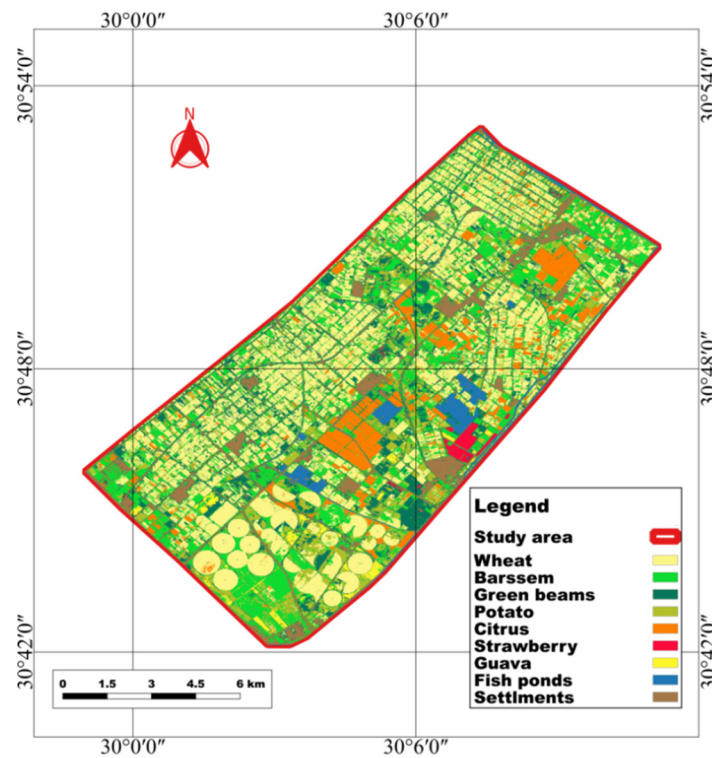 30°0′0″ 30°6′0″
30°54′0″ 30°54′0″
N
30°48′0″ 30°48′0″
Legend
Study area
Wheat
Barssem
Green beams
Potato
Citrus
Strawberry
Guava
Fish ponds
Settlments
30°42′0″ 30°42′0″
0 1.5 3 4.5 6 km
30°0′0″ 30°6′0″